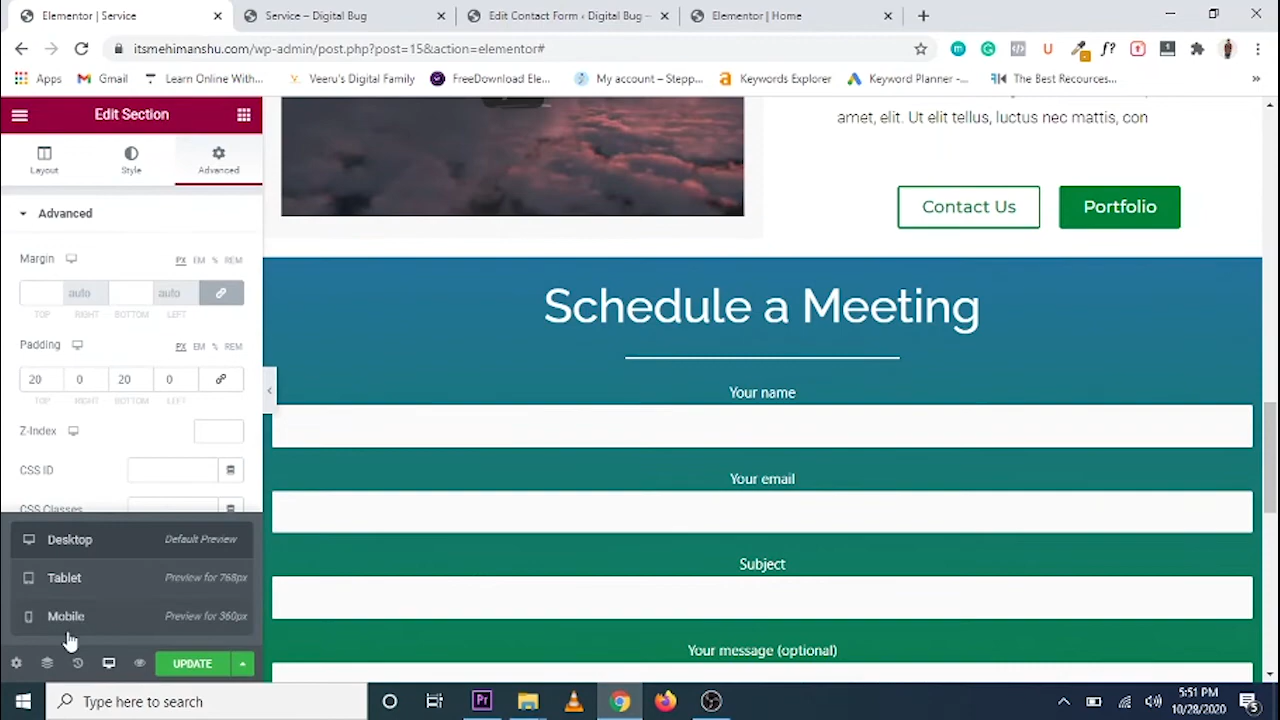 Elementor | Service
Service – Digital Bug
Edit Contact Form ‹ Digital Bug –
Elementor | Home
itsmehimanshu.com/wp-admin/post.php?post=15&action=elementor#
Apps
Gmail
Learn Online With...
Veeru's Digital Family
FreeDownload Ele...
My account – Stepp...
Keywords Explorer
Keyword Planner -...
The Best Recources...
Edit Section
Layout
Style
Advanced
Advanced
Margin
PX EM % REM
auto
auto
TOP RIGHT BOTTOM LEFT
Padding
PX EM % REM
20 0 20 0
TOP RIGHT BOTTOM LEFT
Z-Index
CSS ID
CSS Classes
Desktop Default Preview
Tablet Preview for 768px
Mobile Preview for 360px
UPDATE
amet, elit. Ut elit tellus, luctus nec mattis, con
Contact Us
Portfolio
Schedule a Meeting
Your name
Your email
Subject
Your message (optional)
Type here to search
Pr
5:51 PM
10/28/2020
5